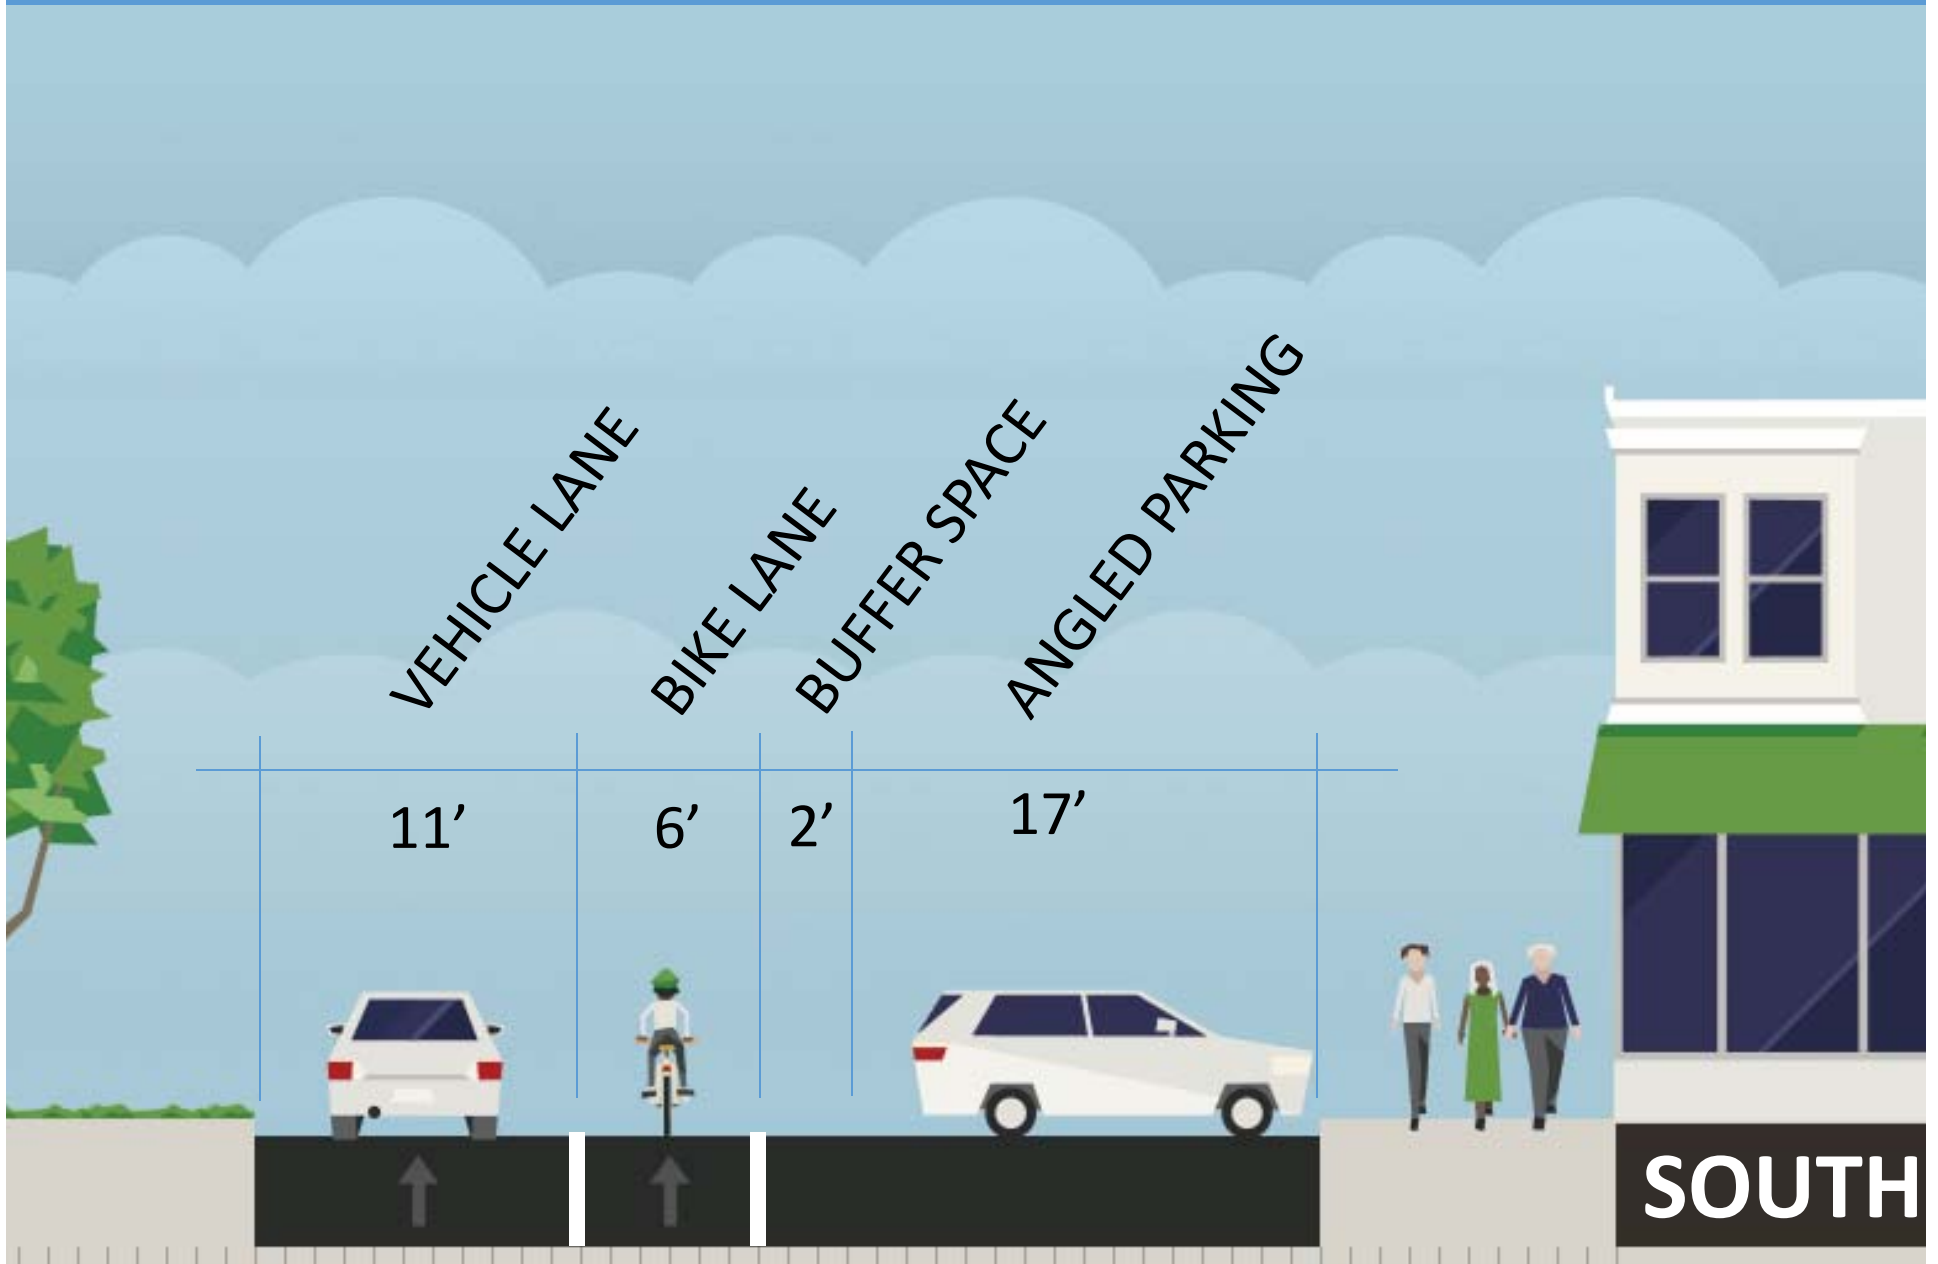 VEHICLE LANE
BIKE LANE
BUFFER SPACE
ANGLED PARKING
11’
6’
2’
17’
SOUTH